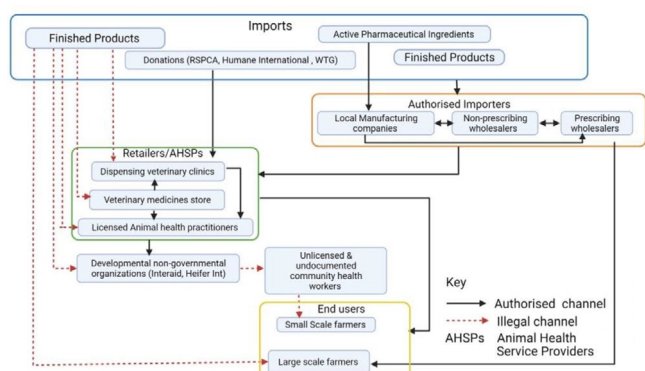 Imports
Finished Products
Active Pharmaceutical Ingredients
Finished Products
Donations (RSPCA, Humane International , WTG)
Authorised Importers
Local Manufacturing
companies
Non-prescribing
wholesalers
Prescribing
wholesalers
Retailers/AHSPs
Dispensing veterinary clinics
Veterinary medicines store
Licensed Animal health practitioners
Developmental non-governmental
organizations (Interaid, Heifer Int)
Unlicensed &
undocumented
community health
workers
End users
Small Scale farmers
Large scale farmers
Key
Authorised channel
Illegal channel
AHSPs Animal Health
Service Providers